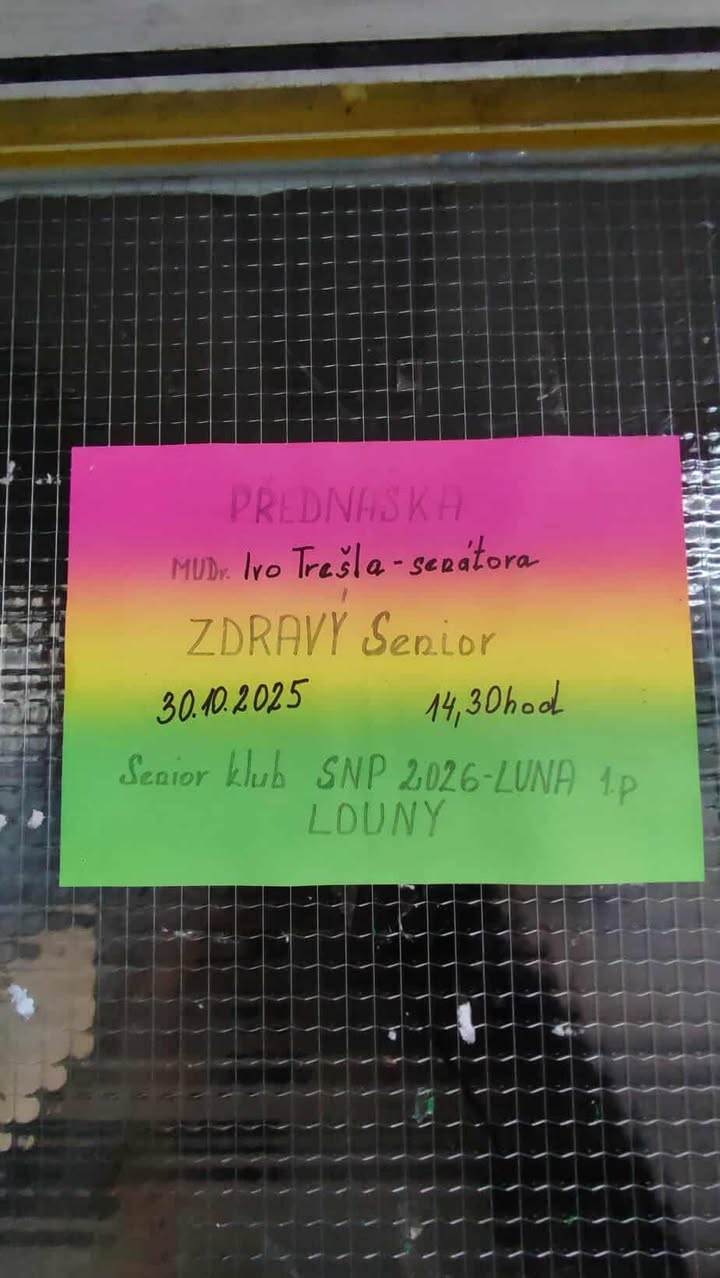 PŘEDNÁŠKA
MUDr. Ivo Trešla - senátora
ZDRAVÝ Senior
30.10.2025 14,30hod
Senior klub SNP 2026-LUNA 1.p
LOUNY